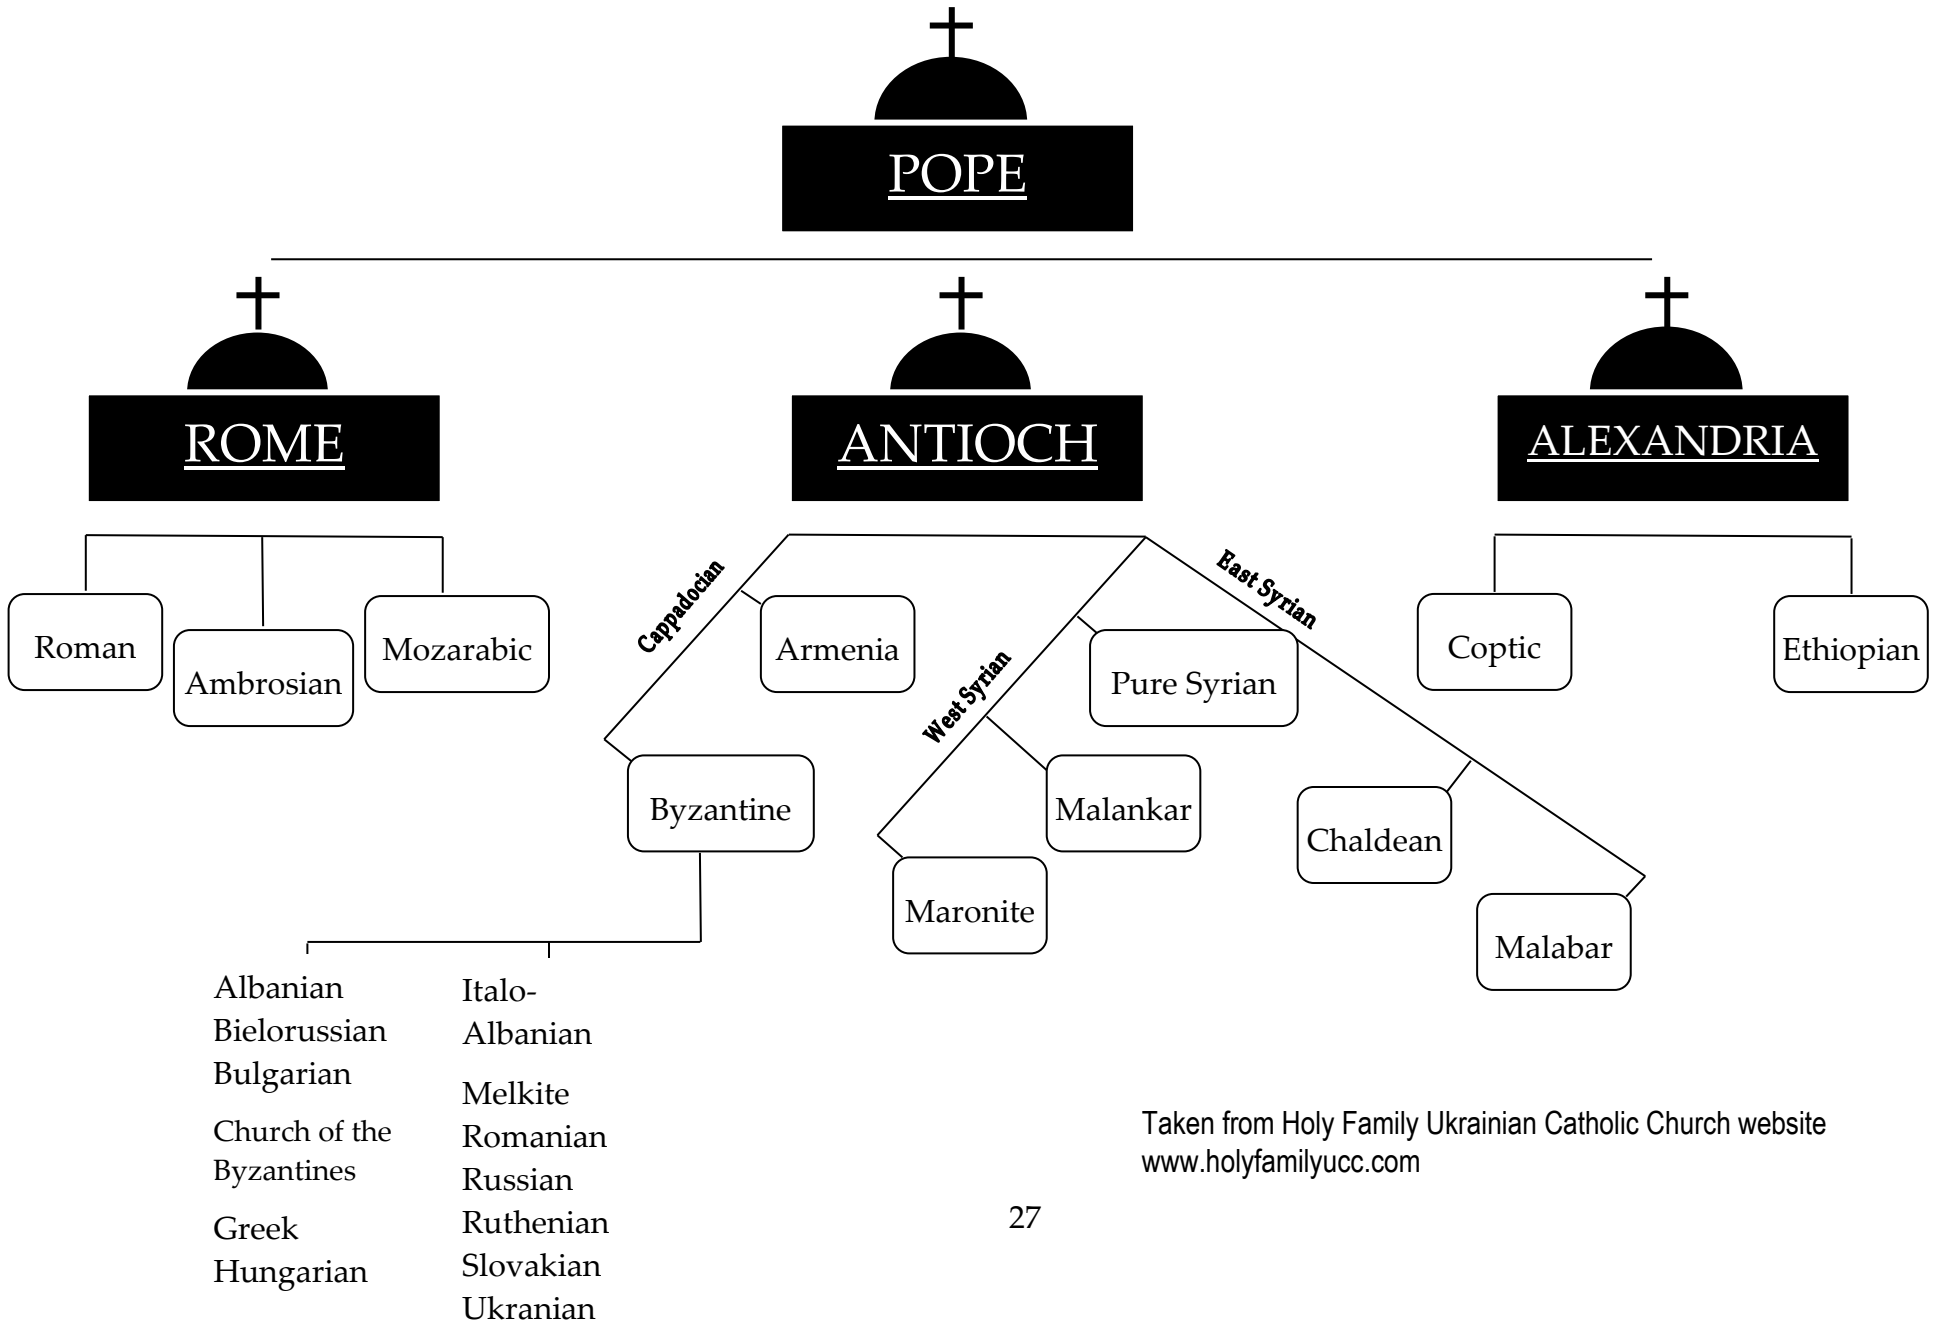 POPE
ROME
ANTIOCH
ALEXANDRIA
Cappadocian
West Syrian
East Syrian
Roman
Ambrosian
Mozarabic
Armenia
Pure Syrian
Coptic
Ethiopian
Byzantine
Malankar
Chaldean
Maronite
Malabar
Albanian
Bielorussian
Bulgarian
Church of the
Byzantines
Greek
Hungarian
Italo-
Albanian
Melkite
Romanian
Russian
Ruthenian
Slovakian
Ukranian
Taken from Holy Family Ukrainian Catholic Church website
www.holyfamilyucc.com
27